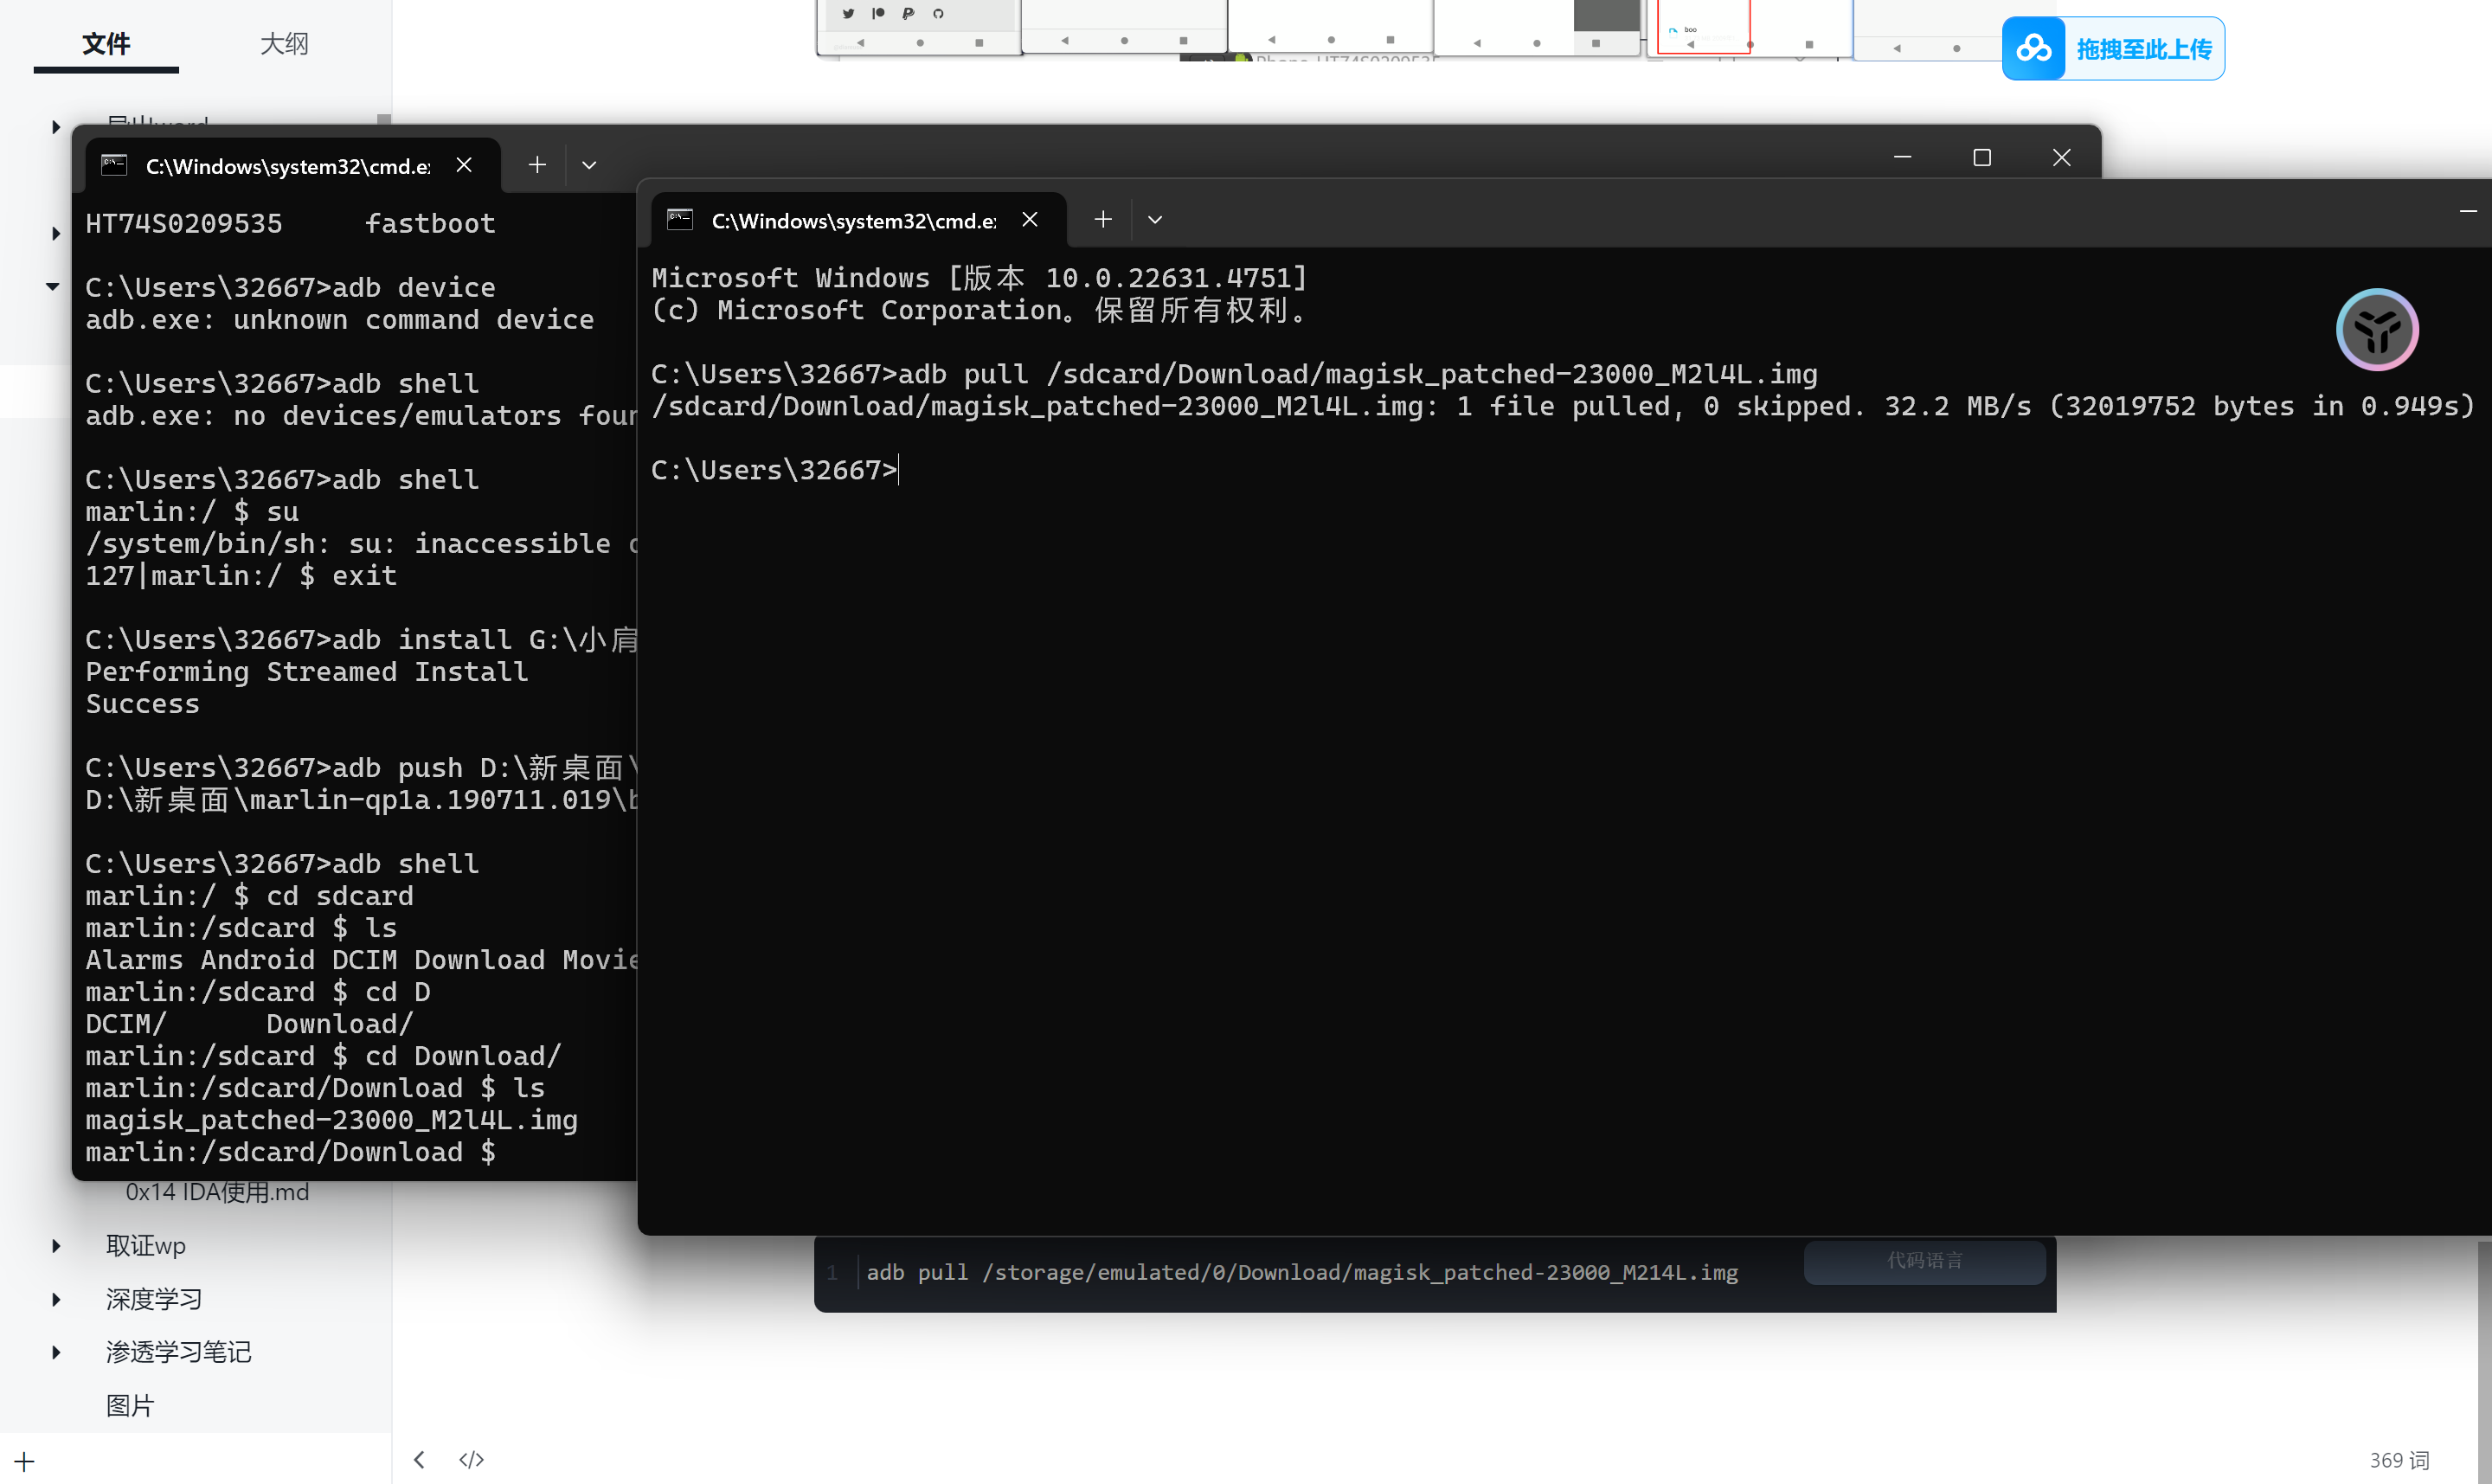 文件
大纲
拖拽至此上传
boo
C:\Windows\system32\cmd.e
HT74S0209535     fastboot
C:\Users\32667>adb device
adb.exe: unknown command device
C:\Users\32667>adb shell
adb.exe: no devices/emulators
C:\Users\32667>adb shell
marlin:/ $ su
/system/bin/sh: su: inaccessible
127|marlin:/ $ exit
C:\Users\32667>adb install G:\小肩
Performing Streamed Install
Success
C:\Users\32667>adb push D:\新桌面\
D:\新桌面\marlin-qp1a.190711.019\
C:\Users\32667>adb shell
marlin:/ $ cd sdcard
marlin:/sdcard $ ls
Alarms Android DCIM Download
marlin:/sdcard $ cd D
DCIM/      Download/
marlin:/sdcard $ cd Download/
marlin:/sdcard/Download $ ls
magisk_patched-23000_M2l4L.img
marlin:/sdcard/Download $
C:\Windows\system32\cmd.e
Microsoft Windows [版本 10.0.22631.4751]
(c) Microsoft Corporation。保留所有权利。
C:\Users\32667>adb pull /sdcard/Download/magisk_patched-23000_M2l4L.img
/sdcard/Download/magisk_patched-23000_M2l4L.img: 1 file pulled, 0 skipped. 32.2 MB/s (32019752 bytes in 0.949s)
C:\Users\32667>
0x14 IDA使用.md
取证wp
深度学习
渗透学习笔记
图片
1 adb pull /storage/emulated/0/Download/magisk_patched-23000_M214L.img
代码语言
369 词